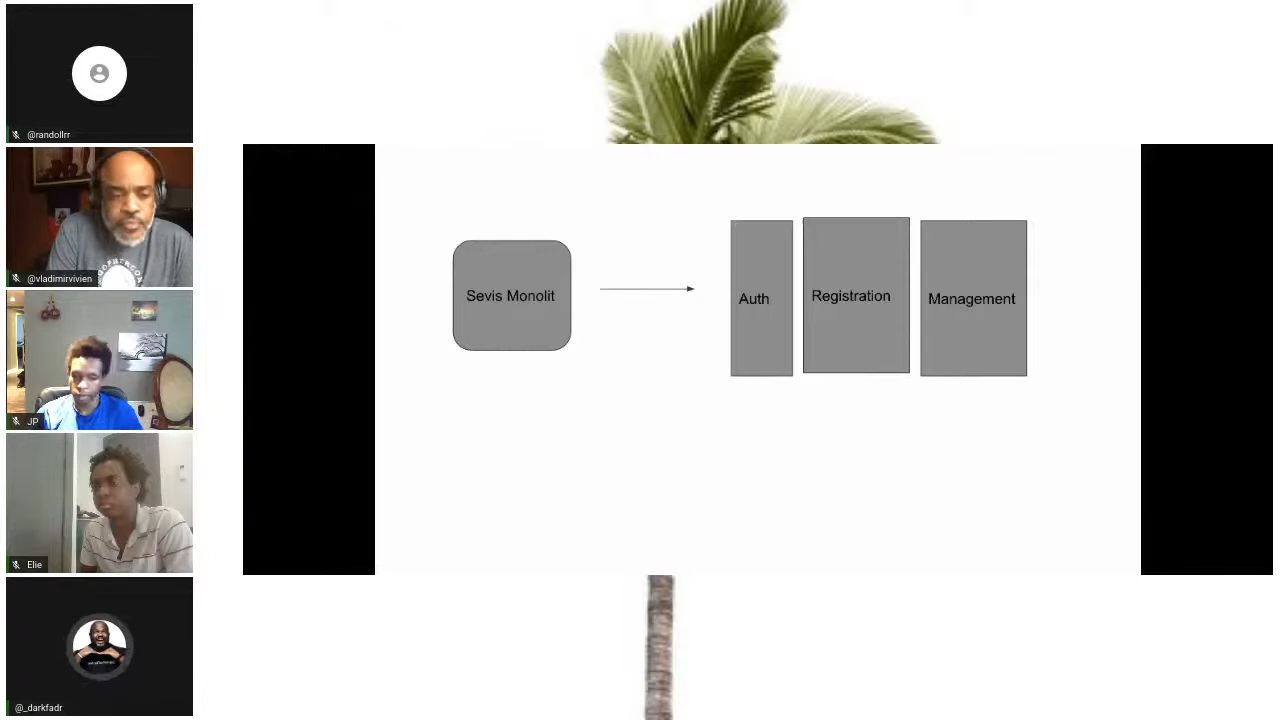 @randollrr
@vladimirvivien
JP
Elie
@_darkfadr
Sevis Monolit
Auth
Registration
Management